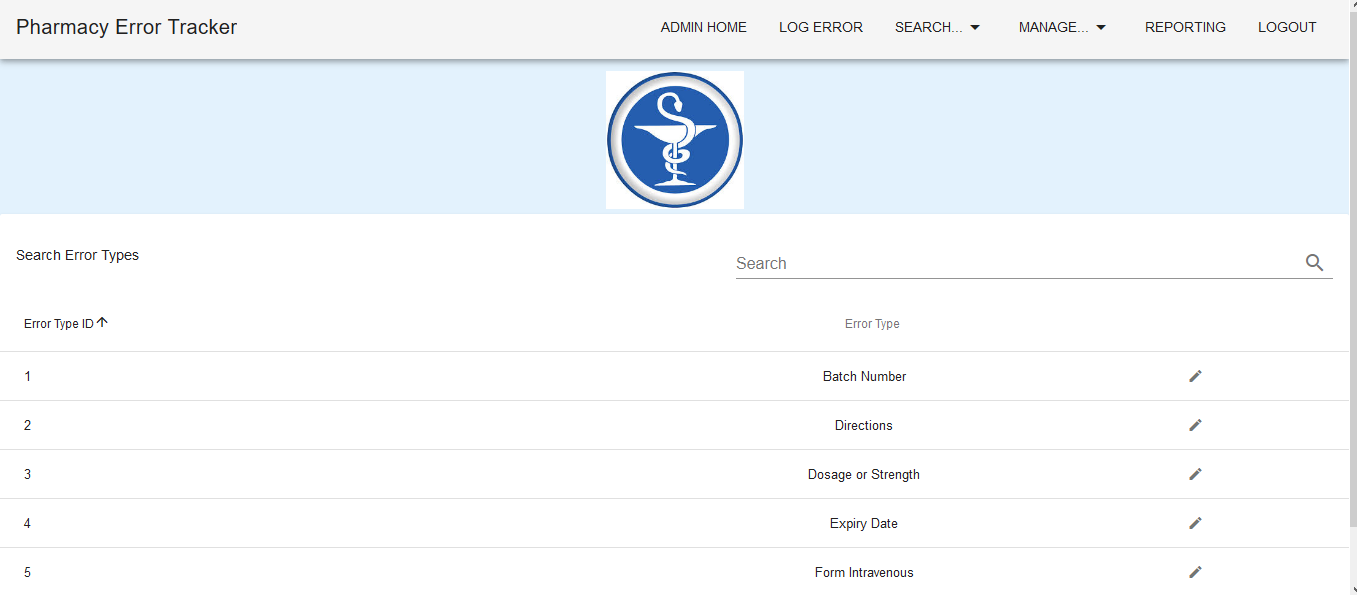 Pharmacy Error Tracker ADMIN HOME LOG ERROR SEARCH... MANAGE... REPORTING LOGOUT
Search Error Types
Search
Error Type ID Error Type
1 Batch Number
2 Directions
3 Dosage or Strength
4 Expiry Date
5 Form Intravenous